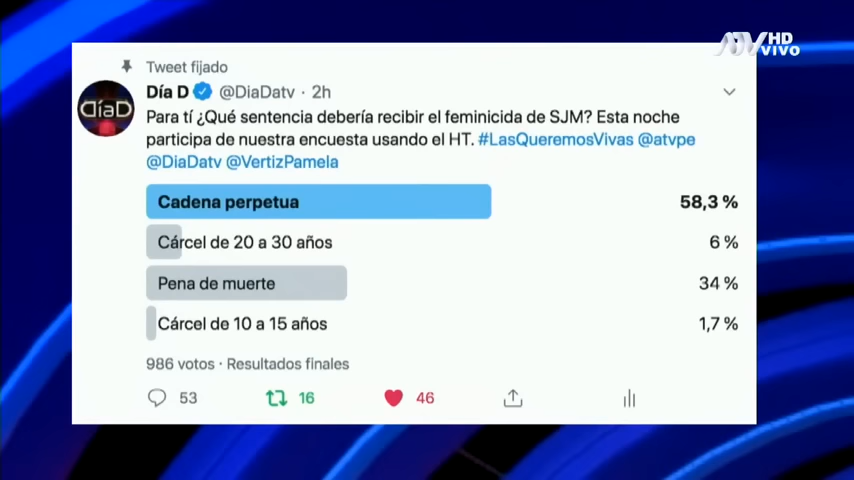 ATV HD
VIVO
Tweet fijado
DíaD
Día D @DiaDatv · 2h
Para tí ¿Qué sentencia debería recibir el feminicida de SJM? Esta noche
participa de nuestra encuesta usando el HT. #LasQueremosVivas @atvpe
@DiaDatv @VertizPamela
Cadena perpetua 58,3 %
Cárcel de 20 a 30 años 6 %
Pena de muerte 34 %
Cárcel de 10 a 15 años 1,7 %
986 votos · Resultados finales
53 16 46